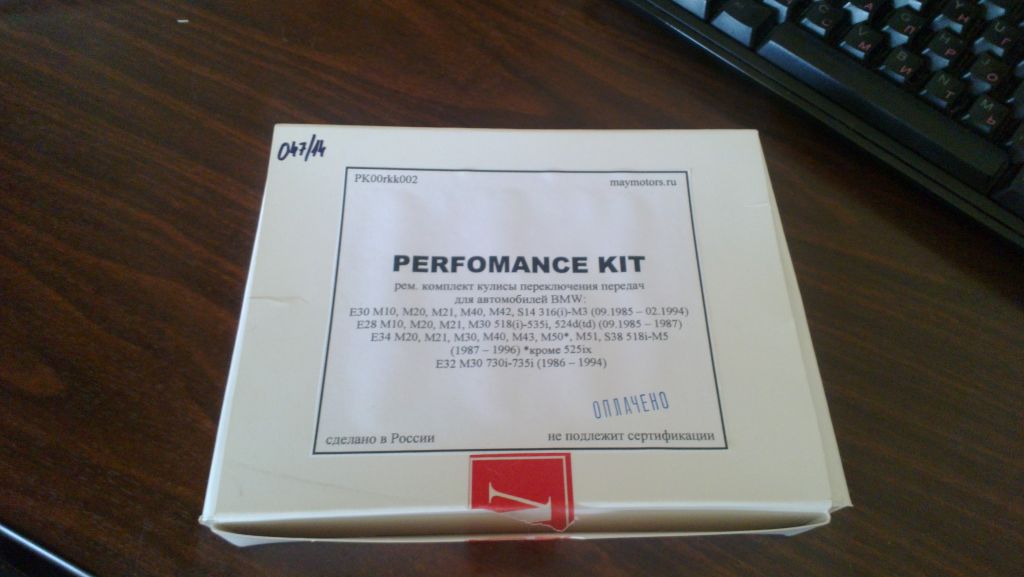 047/14
PK00rkk002 maymotors.ru
PERFOMANCE KIT
рем. комплект кулисы переключения передач
для автомобилей BMW:
E30 M10, M20, M21, M40, M42, S14 316(i)-M3 (09.1985 – 02.1994)
E28 M10, M20, M21, M30 518(i)-535i, 524d(td) (09.1985 – 1987)
E34 M20, M21, M30, M40, M43, M50*, M51, S38 518i-M5
(1987 – 1996) *кроме 525ix
E32 M30 730i-735i (1986 – 1994)
ОПЛАЧЕНО
сделано в России не подлежит сертификации